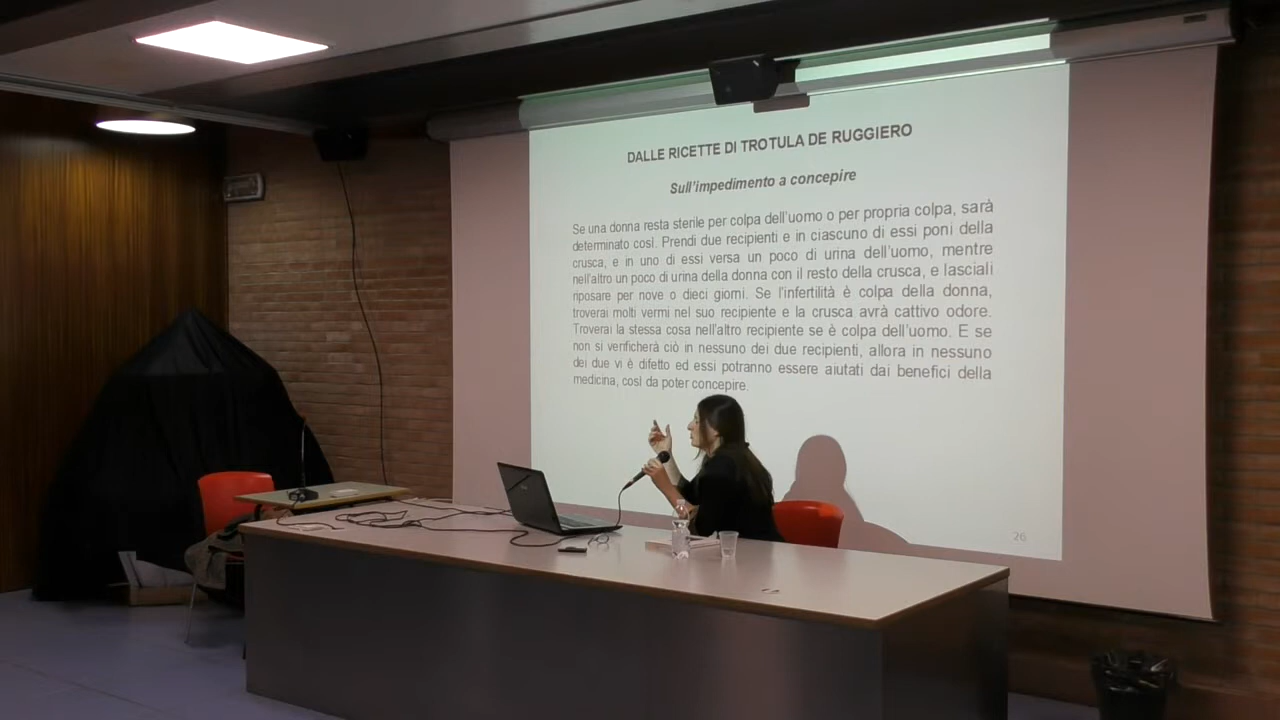 DALLE RICETTE DI TROTULA DE RUGGIERO
Sull'impedimento a concepire
Se una donna resta sterile per colpa dell'uomo o per propria colpa, sarà
determinato così. Prendi due recipienti e in ciascuno di essi poni della
crusca, e in uno di essi versa un poco di urina dell'uomo, mentre
nell'altro un poco di urina della donna con il resto della crusca, e lasciali
riposare per nove o dieci giorni. Se l'infertilità è colpa della donna,
troverai molti vermi nel suo recipiente e la crusca avrà cattivo odore.
Troverai la stessa cosa nell'altro recipiente se è colpa dell'uomo. E se
non si verificherà ciò in nessuno dei due recipienti, allora in nessuno
dei due vi è difetto ed essi potranno essere aiutati dai benefici della
medicina, così da poter concepire.
26